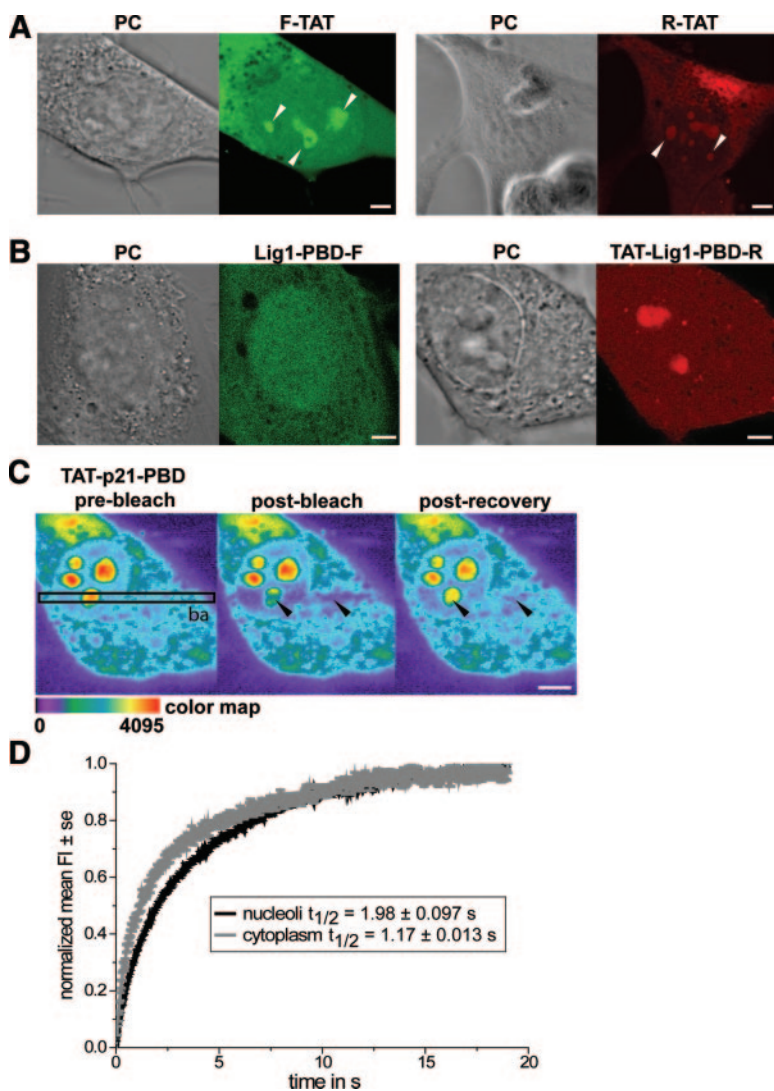 A
PC F-TAT PC R-TAT
B
PC Lig1-PBD-F PC TAT-Lig1-PBD-R
C
TAT-p21-PBD
pre-bleach post-bleach post-recovery
ba
color map
0 4095
D
normalized mean FI ± se
1.0
0.8
0.6
0.4
0.2
0.0
nucleoli t1/2 = 1.98 ± 0.097 s
cytoplasm t1/2 = 1.17 ± 0.013 s
0 5 10 15 20
time in s